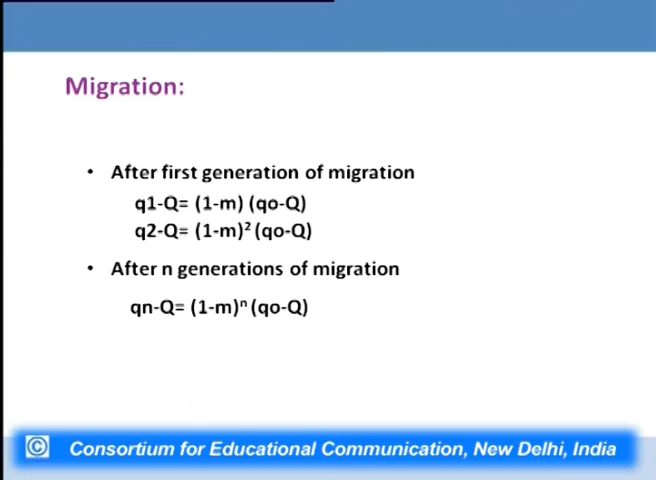 Migration:
• After first generation of migration
q1-Q= (1-m) (qo-Q)
q2-Q= (1-m)² (qo-Q)
• After n generations of migration
qn-Q= (1-m)ⁿ (qo-Q)
© Consortium for Educational Communication, New Delhi, India